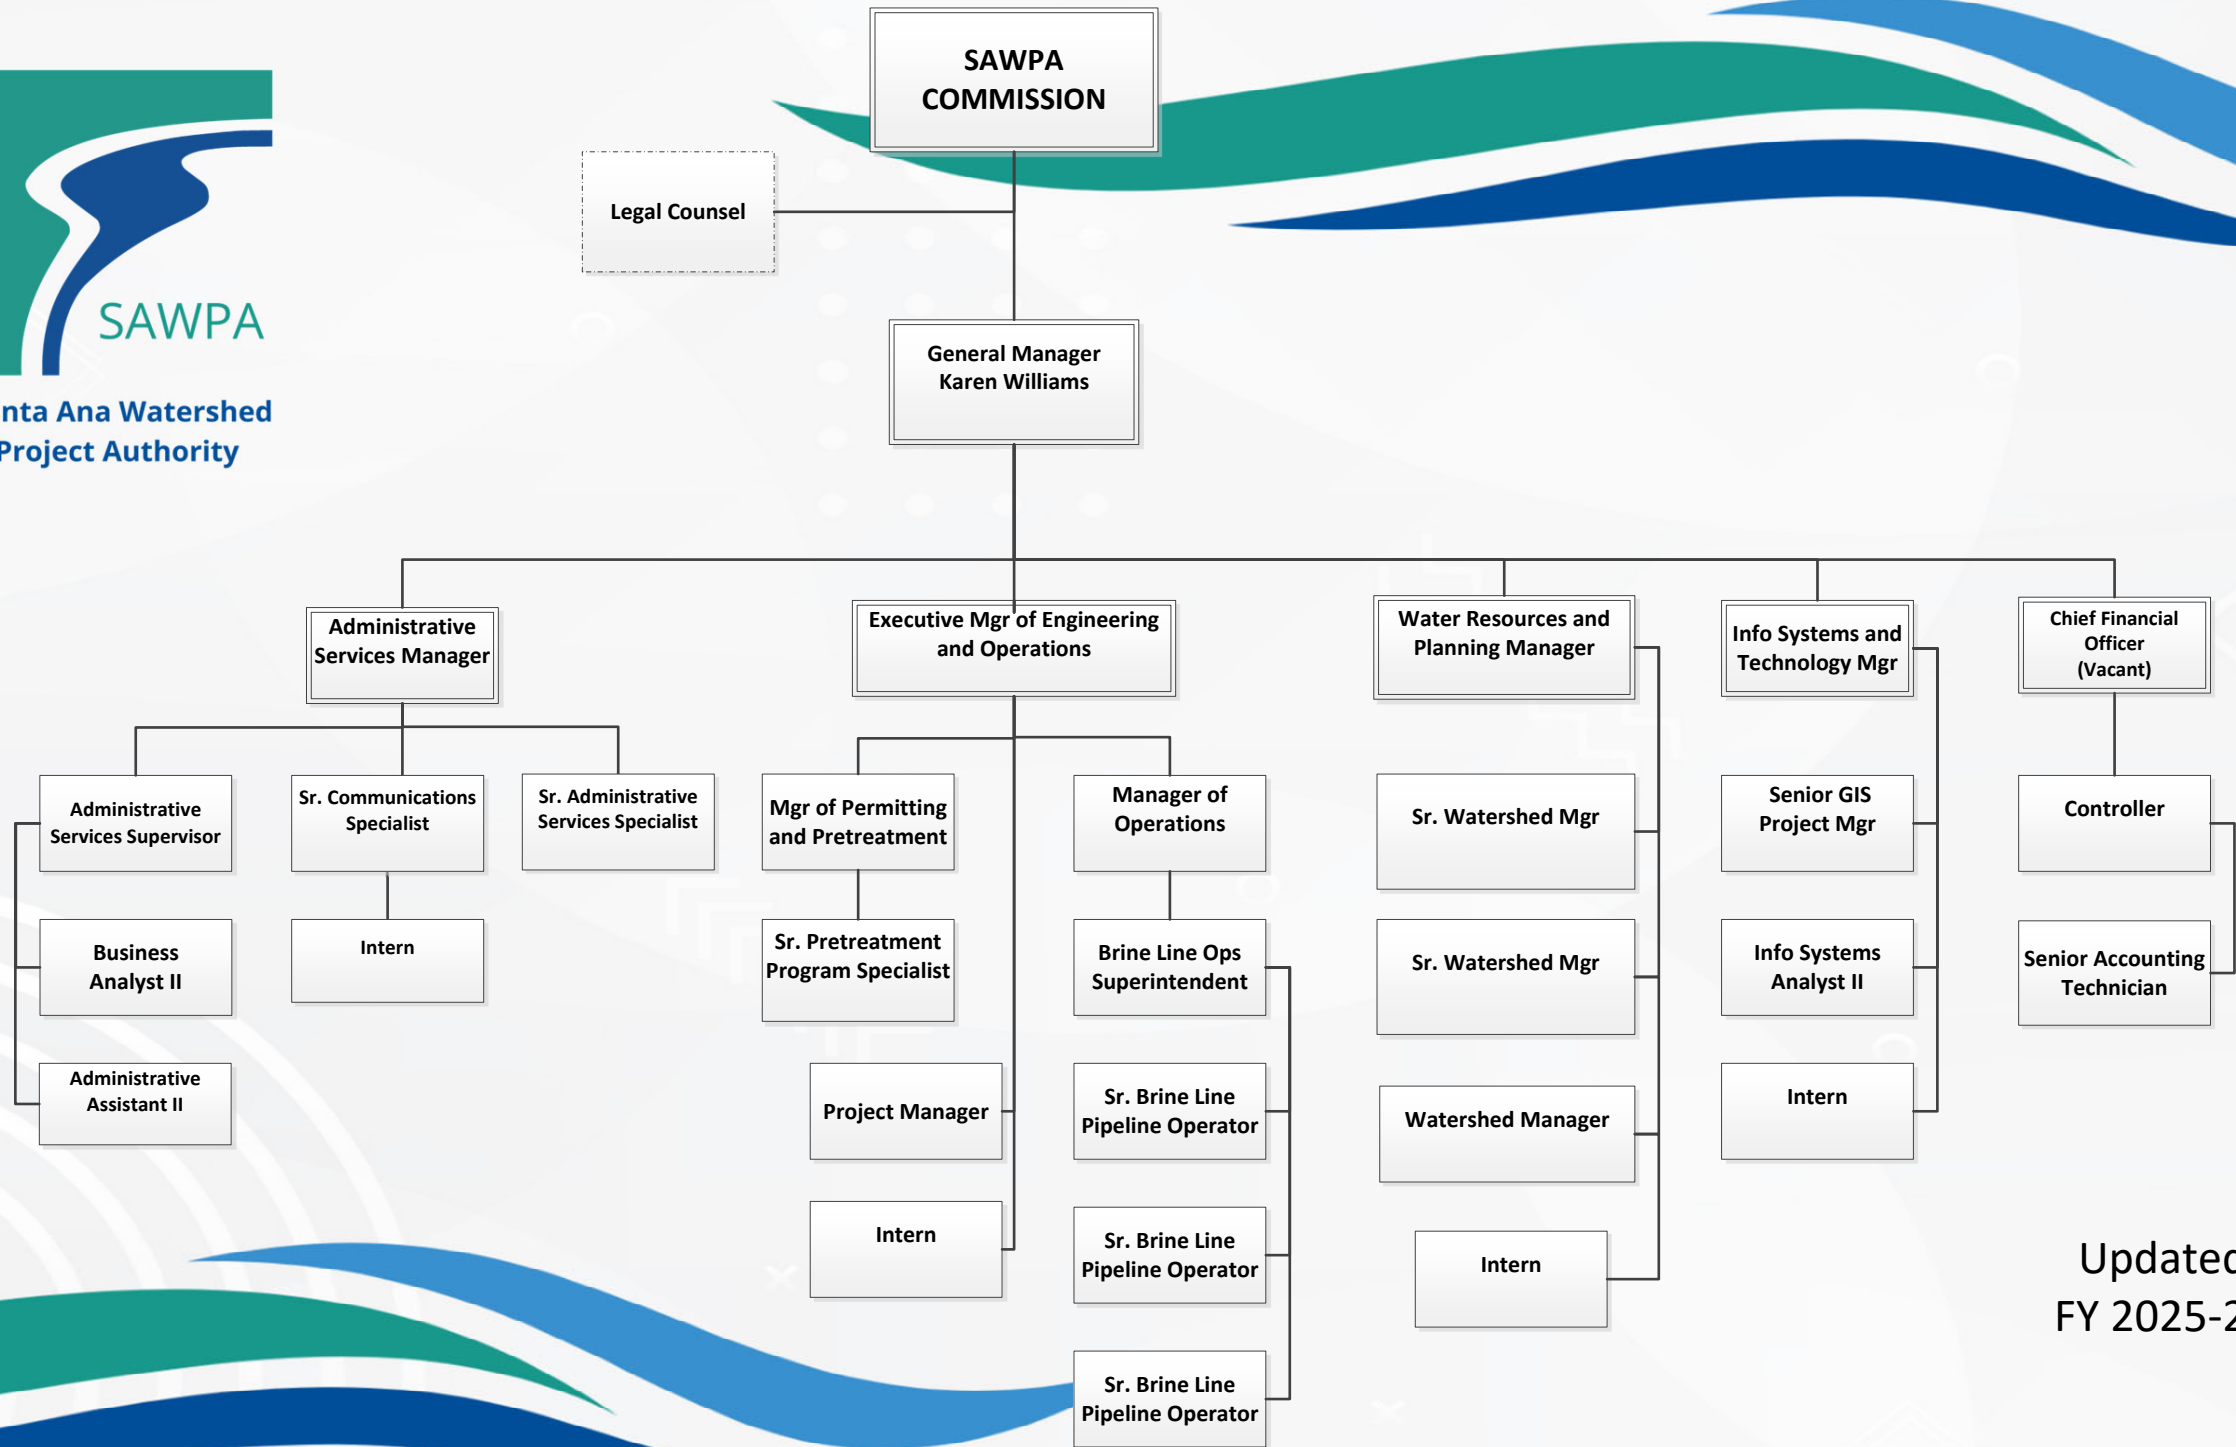 SAWPA
COMMISSION
Legal Counsel
SAWPA
nta Ana Watershed
Project Authority
General Manager
Karen Williams
Administrative
Services Manager
Executive Mgr of Engineering
and Operations
Water Resources and
Planning Manager
Info Systems and
Technology Mgr
Chief Financial
Officer
(Vacant)
Administrative
Services Supervisor
Sr. Communications
Specialist
Sr. Administrative
Services Specialist
Mgr of Permitting
and Pretreatment
Manager of
Operations
Sr. Watershed Mgr
Senior GIS
Project Mgr
Controller
Business
Analyst II
Intern
Sr. Pretreatment
Program Specialist
Brine Line Ops
Superintendent
Sr. Watershed Mgr
Info Systems
Analyst II
Senior Accounting
Technician
Administrative
Assistant II
Project Manager
Sr. Brine Line
Pipeline Operator
Watershed Manager
Intern
Intern
Sr. Brine Line
Pipeline Operator
Intern
Sr. Brine Line
Pipeline Operator
Updated
FY 2025-2